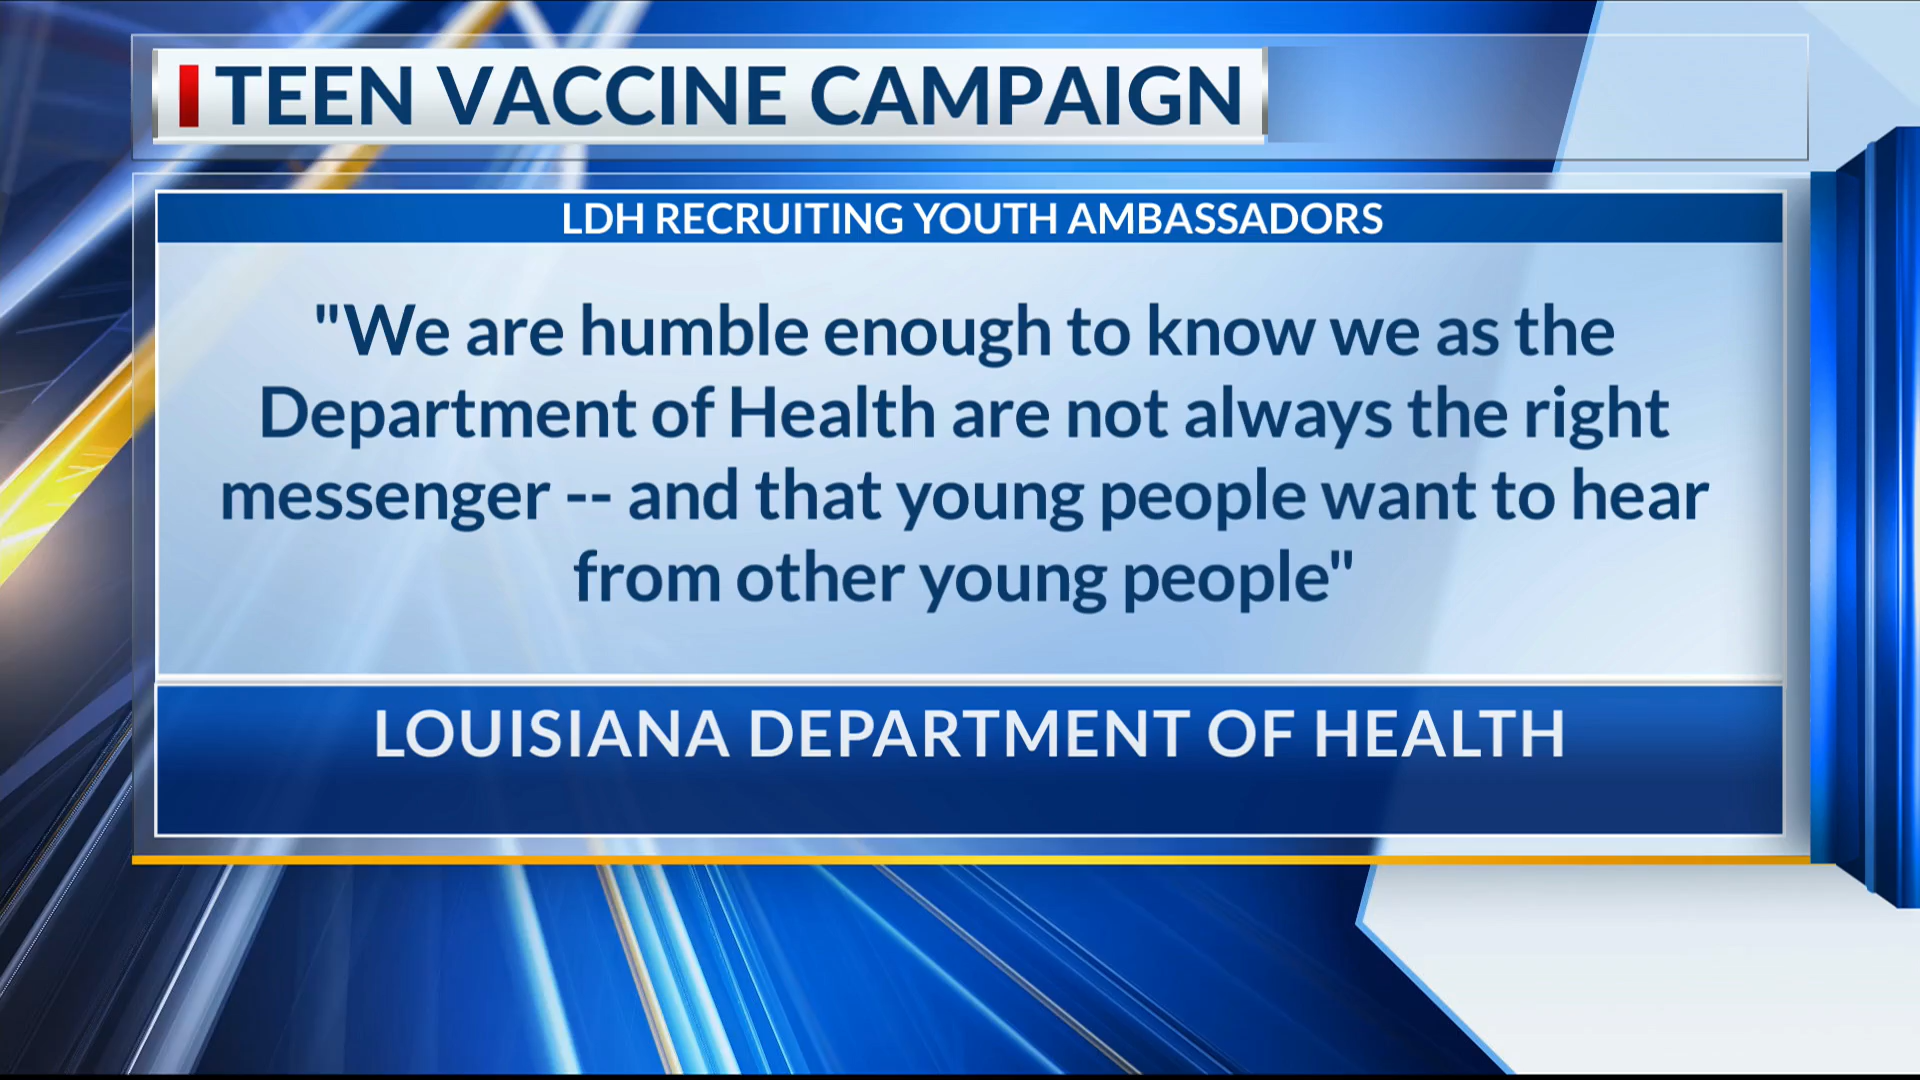 TEEN VACCINE CAMPAIGN
LDH RECRUITING YOUTH AMBASSADORS
"We are humble enough to know we as the
Department of Health are not always the right
messenger -- and that young people want to hear
from other young people"
LOUISIANA DEPARTMENT OF HEALTH